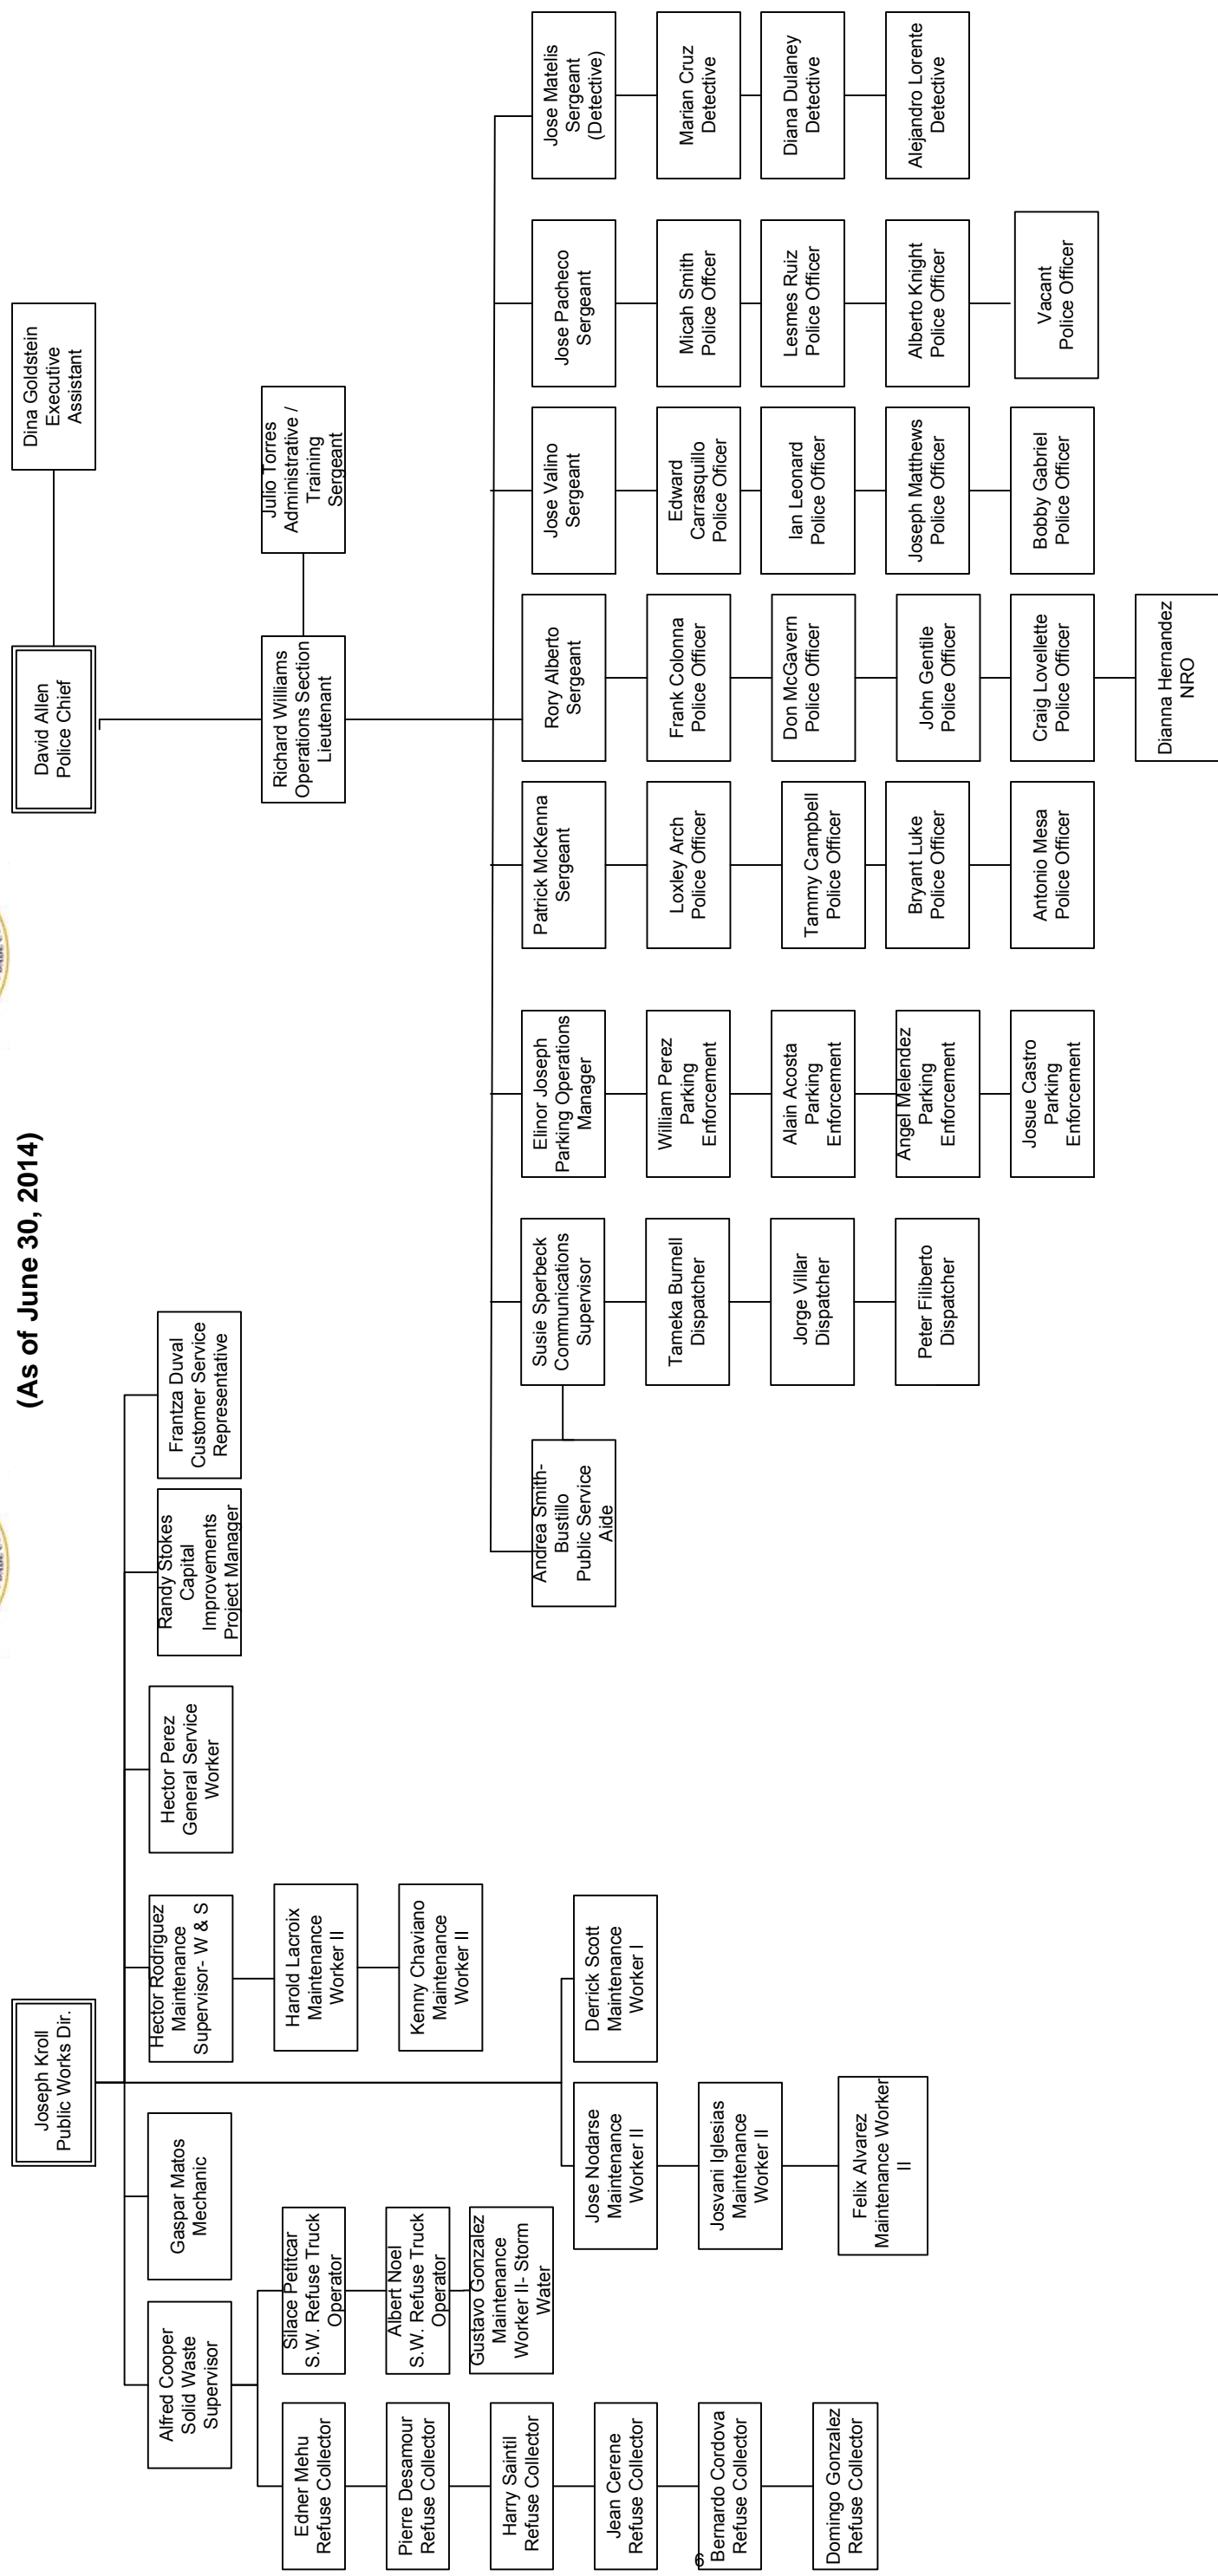 (As of June 30, 2014)
Joseph Kroll
Public Works Dir.
Alfred Cooper
Solid Waste
Supervisor
Gaspar Matos
Mechanic
Hector Rodriguez
Maintenance
Supervisor- W & S
Hector Perez
General Service
Worker
Randy Stokes
Capital
Improvements
Project Manager
Frantza Duval
Customer Service
Representative
Edner Mehu
Refuse Collector
Pierre Desamour
Refuse Collector
Harry Saintil
Refuse Collector
Jean Cerene
Refuse Collector
Bernardo Cordova
Refuse Collector
Domingo Gonzalez
Refuse Collector
Silace Petitcar
S.W. Refuse Truck
Operator
Albert Noel
S.W. Refuse Truck
Operator
Gustavo Gonzalez
Maintenance
Worker II- Storm
Water
Harold Lacroix
Maintenance
Worker II
Kenny Chaviano
Maintenance
Worker II
Jose Nodarse
Maintenance
Worker II
Josvani Iglesias
Maintenance
Worker II
Felix Alvarez
Maintenance Worker
II
Derrick Scott
Maintenance
Worker I
David Allen
Police Chief
Dina Goldstein
Executive
Assistant
Richard Williams
Operations Section
Lieutenant
Julio Torres
Administrative /
Training
Sergeant
Andrea Smith-
Bustillo
Public Service
Aide
Susie Sperbeck
Communications
Supervisor
Tameka Burnell
Dispatcher
Jorge Villar
Dispatcher
Peter Filiberto
Dispatcher
Elinor Joseph
Parking Operations
Manager
William Perez
Parking
Enforcement
Alain Acosta
Parking
Enforcement
Angel Melendez
Parking
Enforcement
Josue Castro
Parking
Enforcement
Patrick McKenna
Sergeant
Loxley Arch
Police Officer
Tammy Campbell
Police Officer
Bryant Luke
Police Officer
Antonio Mesa
Police Officer
Rory Alberto
Sergeant
Frank Colonna
Police Officer
Don McGavern
Police Officer
John Gentile
Police Officer
Craig Lovellette
Police Officer
Dianna Hernandez
NRO
Jose Valino
Sergeant
Edward
Carrasquillo
Police Oficer
Ian Leonard
Police Officer
Joseph Matthews
Police Officer
Bobby Gabriel
Police Officer
Jose Pacheco
Sergeant
Micah Smith
Police Offcer
Lesmes Ruiz
Police Officer
Alberto Knight
Police Officer
Vacant
Police Officer
Jose Matelis
Sergeant
(Detective)
Marian Cruz
Detective
Diana Dulaney
Detective
Alejandro Lorente
Detective